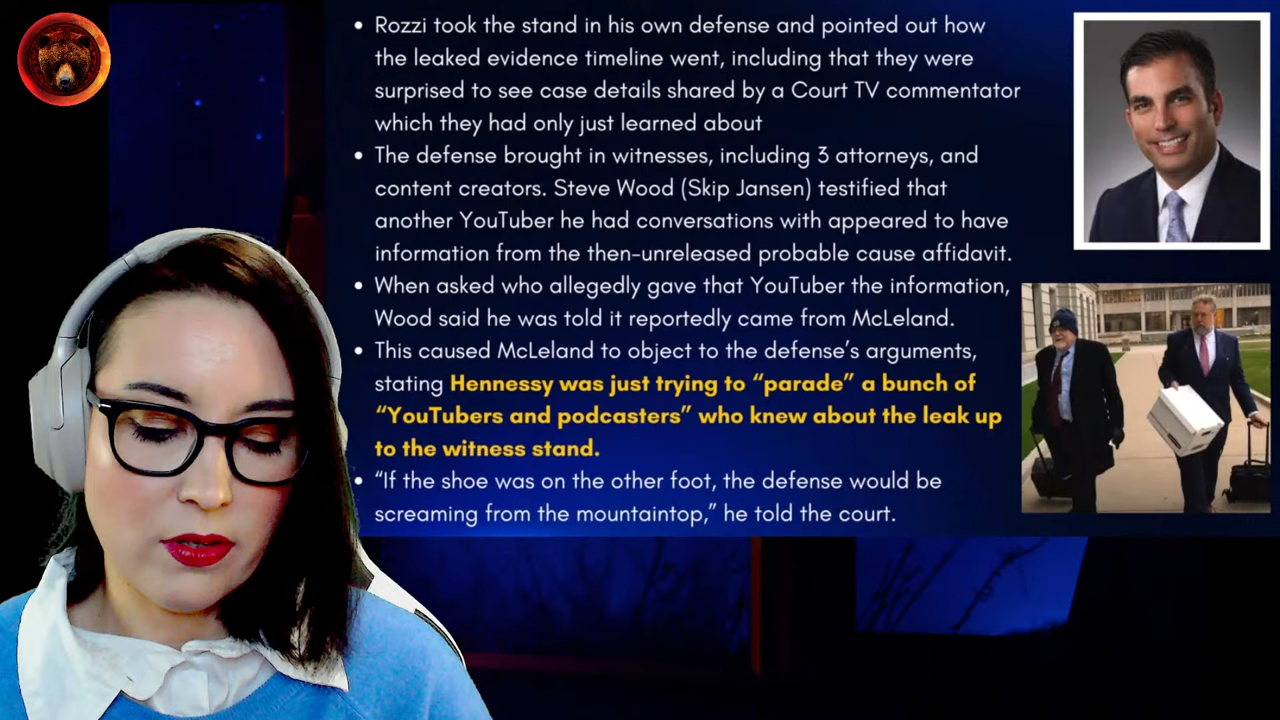 • Rozzi took the stand in his own defense and pointed out how
the leaked evidence timeline went, including that they were
surprised to see case details shared by a Court TV commentator
which they had only just learned about
• The defense brought in witnesses, including 3 attorneys, and
content creators. Steve Wood (Skip Jansen) testified that
another YouTuber he had conversations with appeared to have
information from the then-unreleased probable cause affidavit.
• When asked who allegedly gave that YouTuber the information,
Wood said he was told it reportedly came from McLeland.
• This caused McLeland to object to the defense's arguments,
stating Hennessy was just trying to “parade” a bunch of
“YouTubers and podcasters” who knew about the leak up
to the witness stand.
• “If the shoe was on the other foot, the defense would be
screaming from the mountaintop,” he told the court.